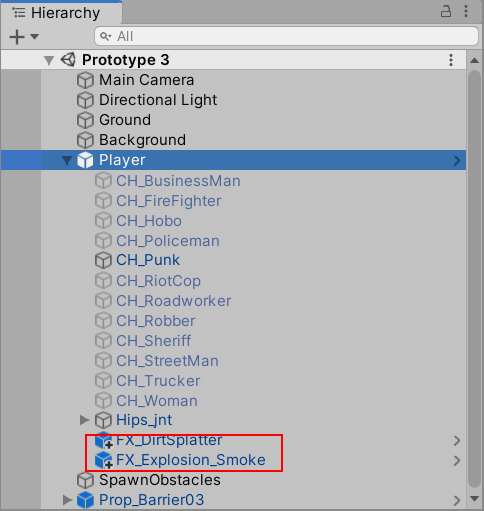 Hierarchy
All
Prototype 3
Main Camera
Directional Light
Ground
Background
Player
CH_BusinessMan
CH_FireFighter
CH_Hobo
CH_Policeman
CH_Punk
CH_RiotCop
CH_Roadworker
CH_Robber
CH_Sheriff
CH_StreetMan
CH_Trucker
CH_Woman
Hips_jnt
FX_DirtSplatter
FX_Explosion_Smoke
SpawnObstacles
Prop_Barrier03